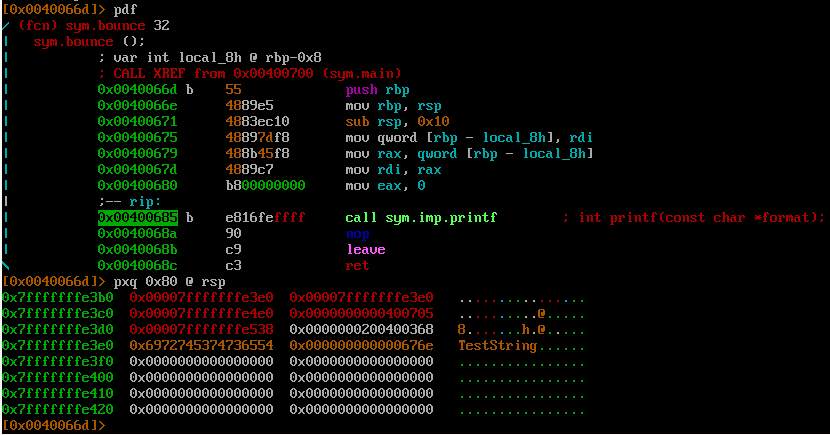 [0x0040066d]> pdf
/ (fcn) sym.bounce 32
| sym.bounce ();
| ; var int local_8h @ rbp-0x8
| ; CALL XREF from 0x00400700 (sym.main)
| 0x0040066d b 55 push rbp
| 0x0040066e 4889e5 mov rbp, rsp
| 0x00400671 4883ec10 sub rsp, 0x10
| 0x00400675 48897df8 mov qword [rbp - local_8h], rdi
| 0x00400679 488b45f8 mov rax, qword [rbp - local_8h]
| 0x0040067d 4889c7 mov rdi, rax
| 0x00400680 b800000000 mov eax, 0
| ;-- rip:
| 0x00400685 b e816feffff call sym.imp.printf ; int printf(const char *format);
| 0x0040068a 90 nop
| 0x0040068b c9 leave
\ 0x0040068c c3 ret
[0x0040066d]> pxq 0x80 @ rsp
0x7fffffffe3b0 0x00007fffffffe3e0 0x00007fffffffe3e0 ................
0x7fffffffe3c0 0x00007fffffffe4e0 0x0000000000400705 ..........@.....
0x7fffffffe3d0 0x00007fffffffe538 0x0000000200400368 8.......h.@.....
0x7fffffffe3e0 0x6972745374736554 0x000000000000676e TestString......
0x7fffffffe3f0 0x0000000000000000 0x0000000000000000 ................
0x7fffffffe400 0x0000000000000000 0x0000000000000000 ................
0x7fffffffe410 0x0000000000000000 0x0000000000000000 ................
0x7fffffffe420 0x0000000000000000 0x0000000000000000 ................
[0x0040066d]>